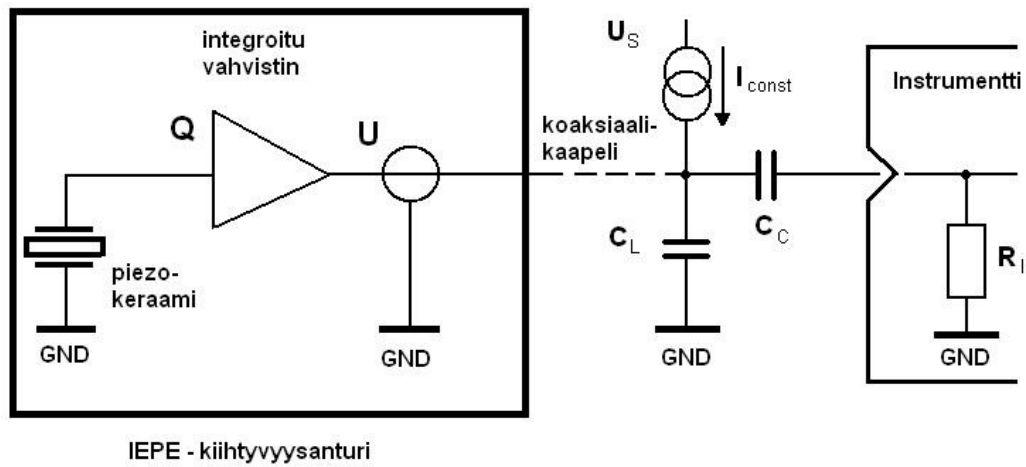 integroitu
vahvistin
Q
U
piezo-
keraami
GND
GND
IEPE - kiihtyvyysanturi
koaksiaali-
kaapeli
U_S
I_const
C_L
C_C
GND
Instrumentti
R_I
GND